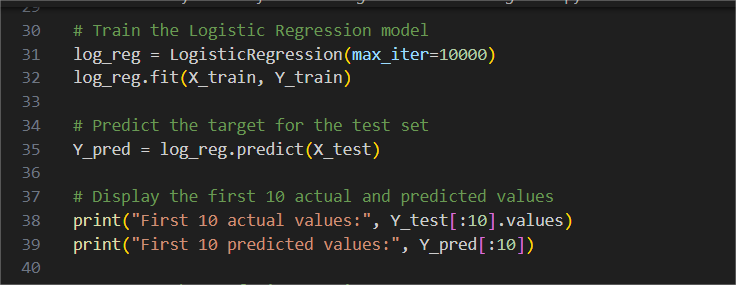 29
30 # Train the Logistic Regression model
31 log_reg = LogisticRegression(max_iter=10000)
32 log_reg.fit(X_train, Y_train)
33
34 # Predict the target for the test set
35 Y_pred = log_reg.predict(X_test)
36
37 # Display the first 10 actual and predicted values
38 print("First 10 actual values:", Y_test[:10].values)
39 print("First 10 predicted values:", Y_pred[:10])
40